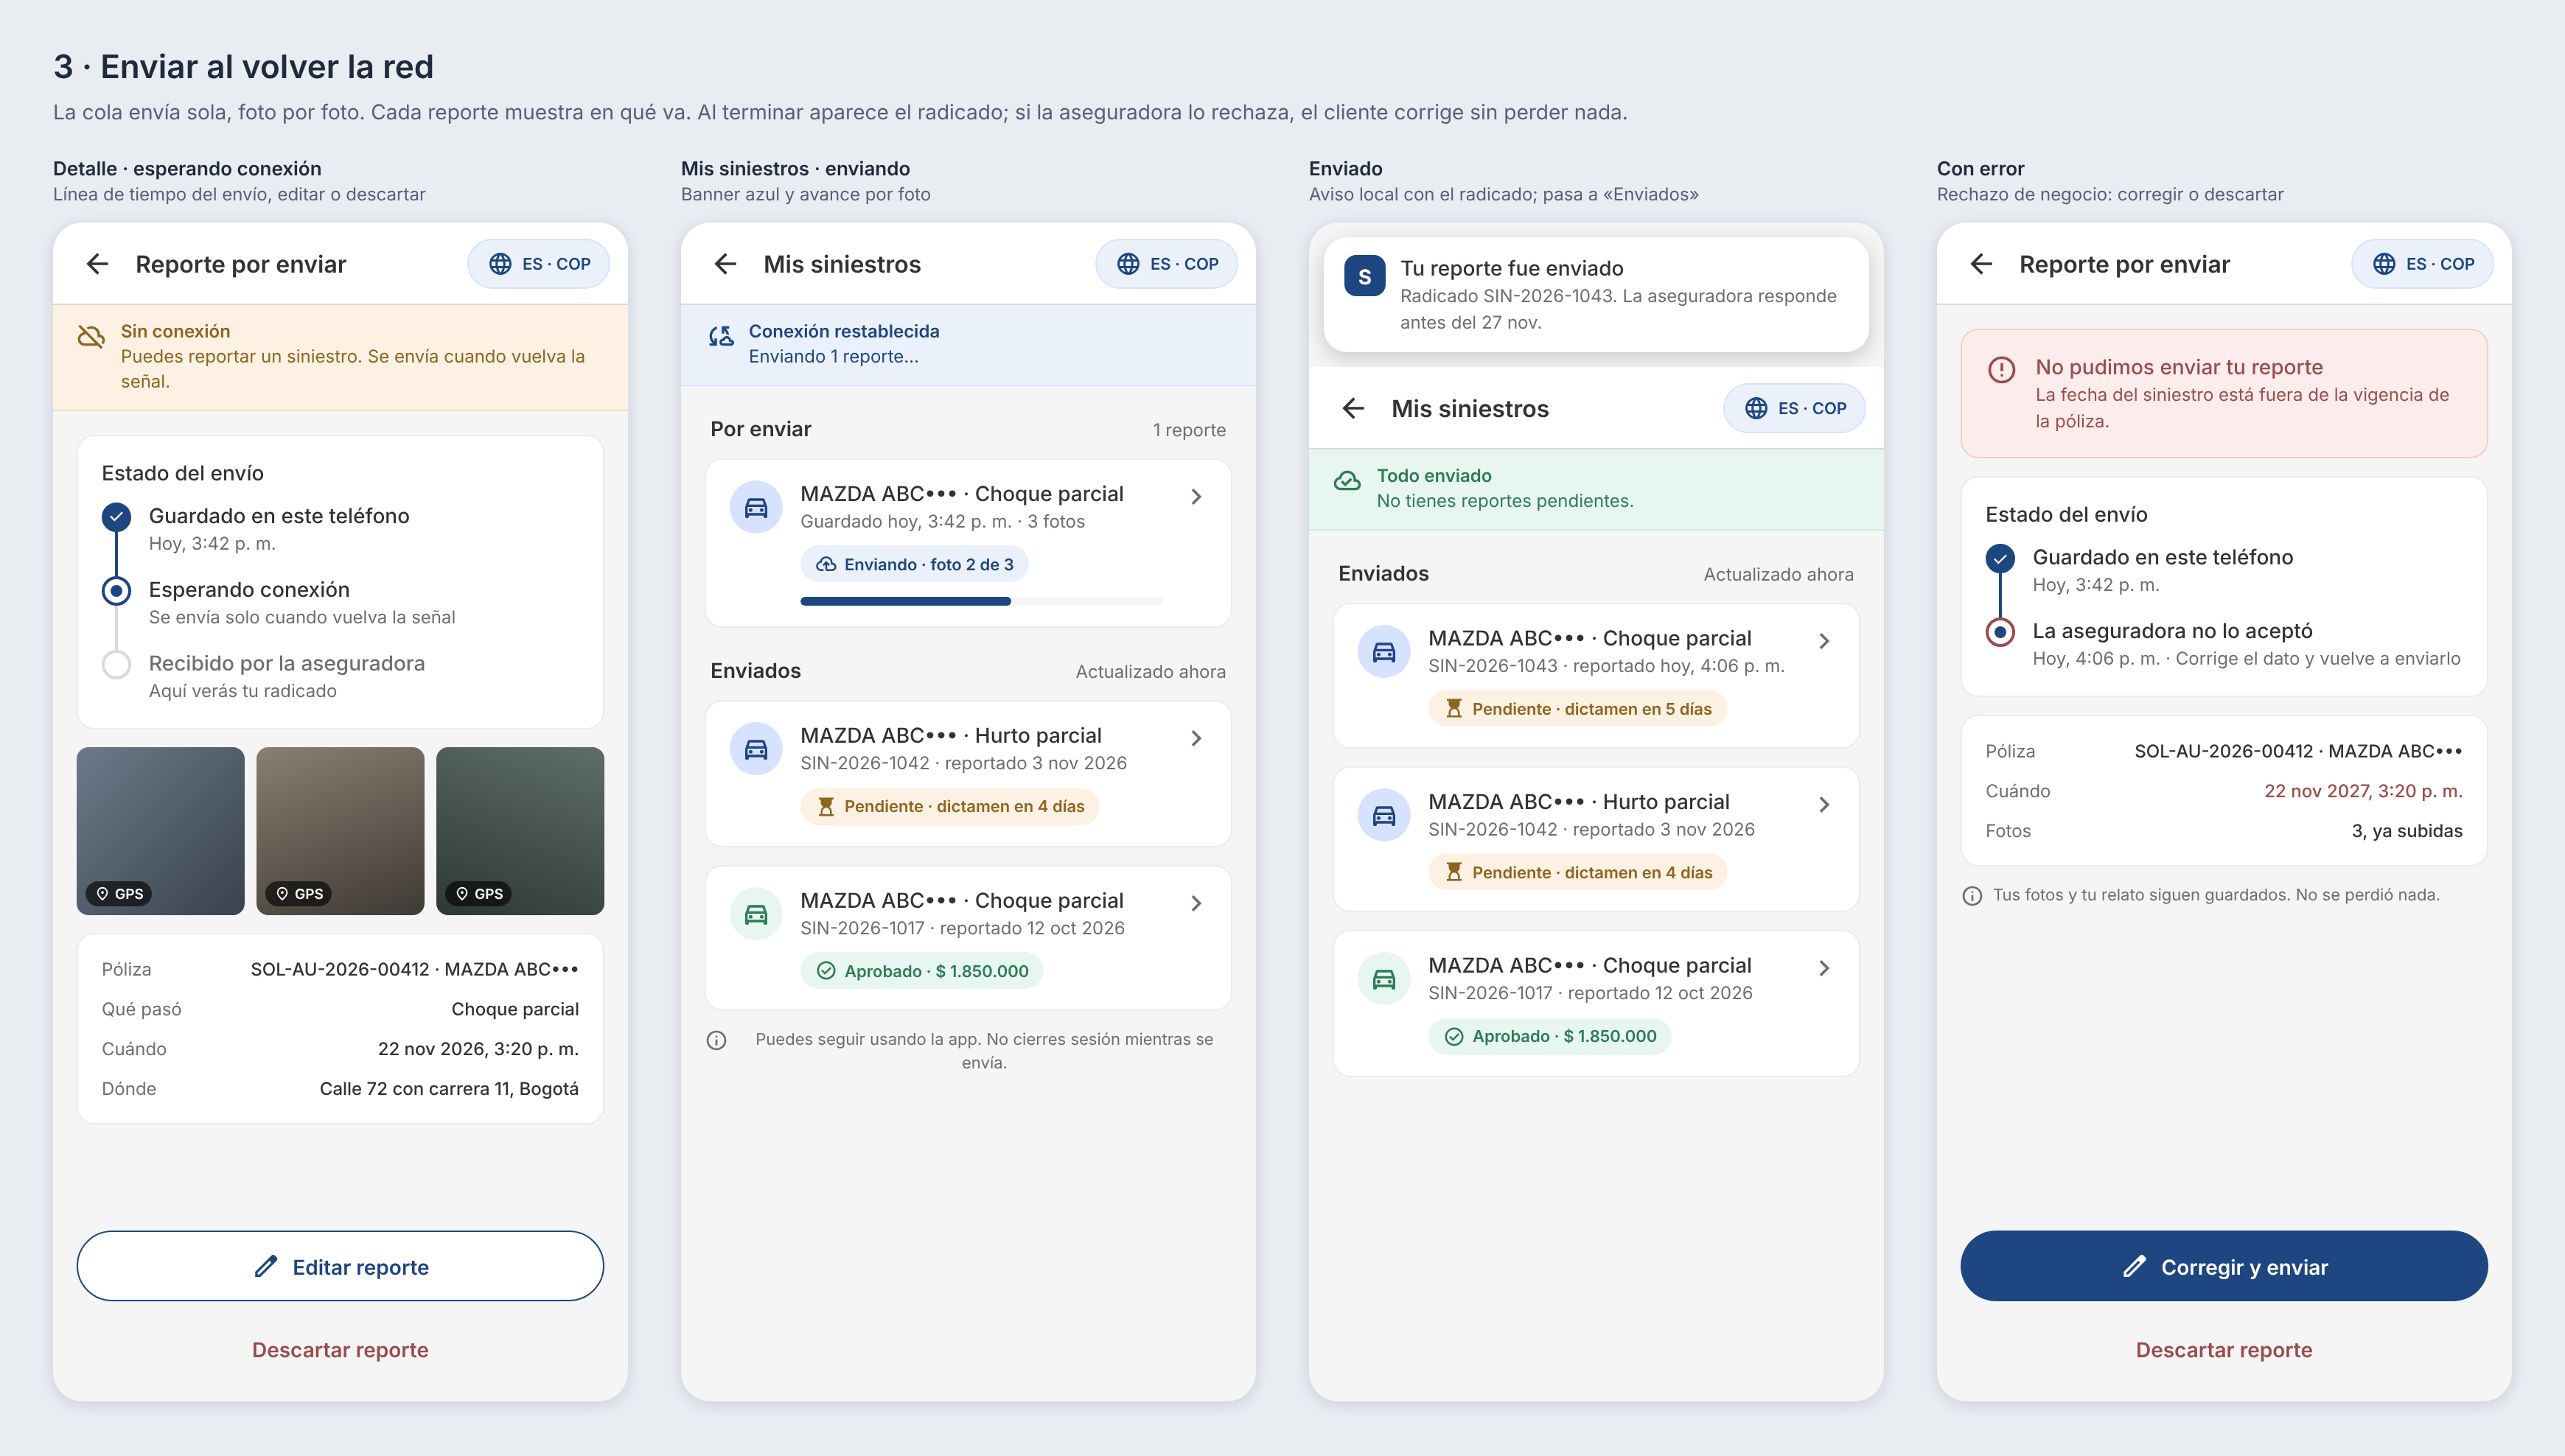 3 · Enviar al volver la red
La cola envía sola, foto por foto. Cada reporte muestra en qué va. Al terminar aparece el radicado; si la aseguradora lo rechaza, el cliente corrige sin perder nada.
Detalle · esperando conexión
Línea de tiempo del envío, editar o descartar
Reporte por enviar
ES · COP
Sin conexión
Puedes reportar un siniestro. Se envía cuando vuelva la
señal.
Estado del envío
Guardado en este teléfono
Hoy, 3:42 p. m.
Esperando conexión
Se envía solo cuando vuelva la señal
Recibido por la aseguradora
Aquí verás tu radicado
GPS
GPS
GPS
Póliza SOL-AU-2026-00412 · MAZDA ABC•••
Qué pasó Choque parcial
Cuándo 22 nov 2026, 3:20 p. m.
Dónde Calle 72 con carrera 11, Bogotá
Editar reporte
Descartar reporte
Mis siniestros · enviando
Banner azul y avance por foto
Mis siniestros
ES · COP
Conexión restablecida
Enviando 1 reporte...
Por enviar 1 reporte
MAZDA ABC••• · Choque parcial
Guardado hoy, 3:42 p. m. · 3 fotos
Enviando · foto 2 de 3
Enviados Actualizado ahora
MAZDA ABC••• · Hurto parcial
SIN-2026-1042 · reportado 3 nov 2026
Pendiente · dictamen en 4 días
MAZDA ABC••• · Choque parcial
SIN-2026-1017 · reportado 12 oct 2026
Aprobado · $ 1.850.000
Puedes seguir usando la app. No cierres sesión mientras se
envía.
Enviado
Aviso local con el radicado; pasa a «Enviados»
S
Tu reporte fue enviado
Radicado SIN-2026-1043. La aseguradora responde
antes del 27 nov.
Mis siniestros
ES · COP
Todo enviado
No tienes reportes pendientes.
Enviados Actualizado ahora
MAZDA ABC••• · Choque parcial
SIN-2026-1043 · reportado hoy, 4:06 p. m.
Pendiente · dictamen en 5 días
MAZDA ABC••• · Hurto parcial
SIN-2026-1042 · reportado 3 nov 2026
Pendiente · dictamen en 4 días
MAZDA ABC••• · Choque parcial
SIN-2026-1017 · reportado 12 oct 2026
Aprobado · $ 1.850.000
Con error
Rechazo de negocio: corregir o descartar
Reporte por enviar
ES · COP
No pudimos enviar tu reporte
La fecha del siniestro está fuera de la vigencia de
la póliza.
Estado del envío
Guardado en este teléfono
Hoy, 3:42 p. m.
La aseguradora no lo aceptó
Hoy, 4:06 p. m. · Corrige el dato y vuelve a enviarlo
Póliza SOL-AU-2026-00412 · MAZDA ABC•••
Cuándo 22 nov 2027, 3:20 p. m.
Fotos 3, ya subidas
Tus fotos y tu relato siguen guardados. No se perdió nada.
Corregir y enviar
Descartar reporte